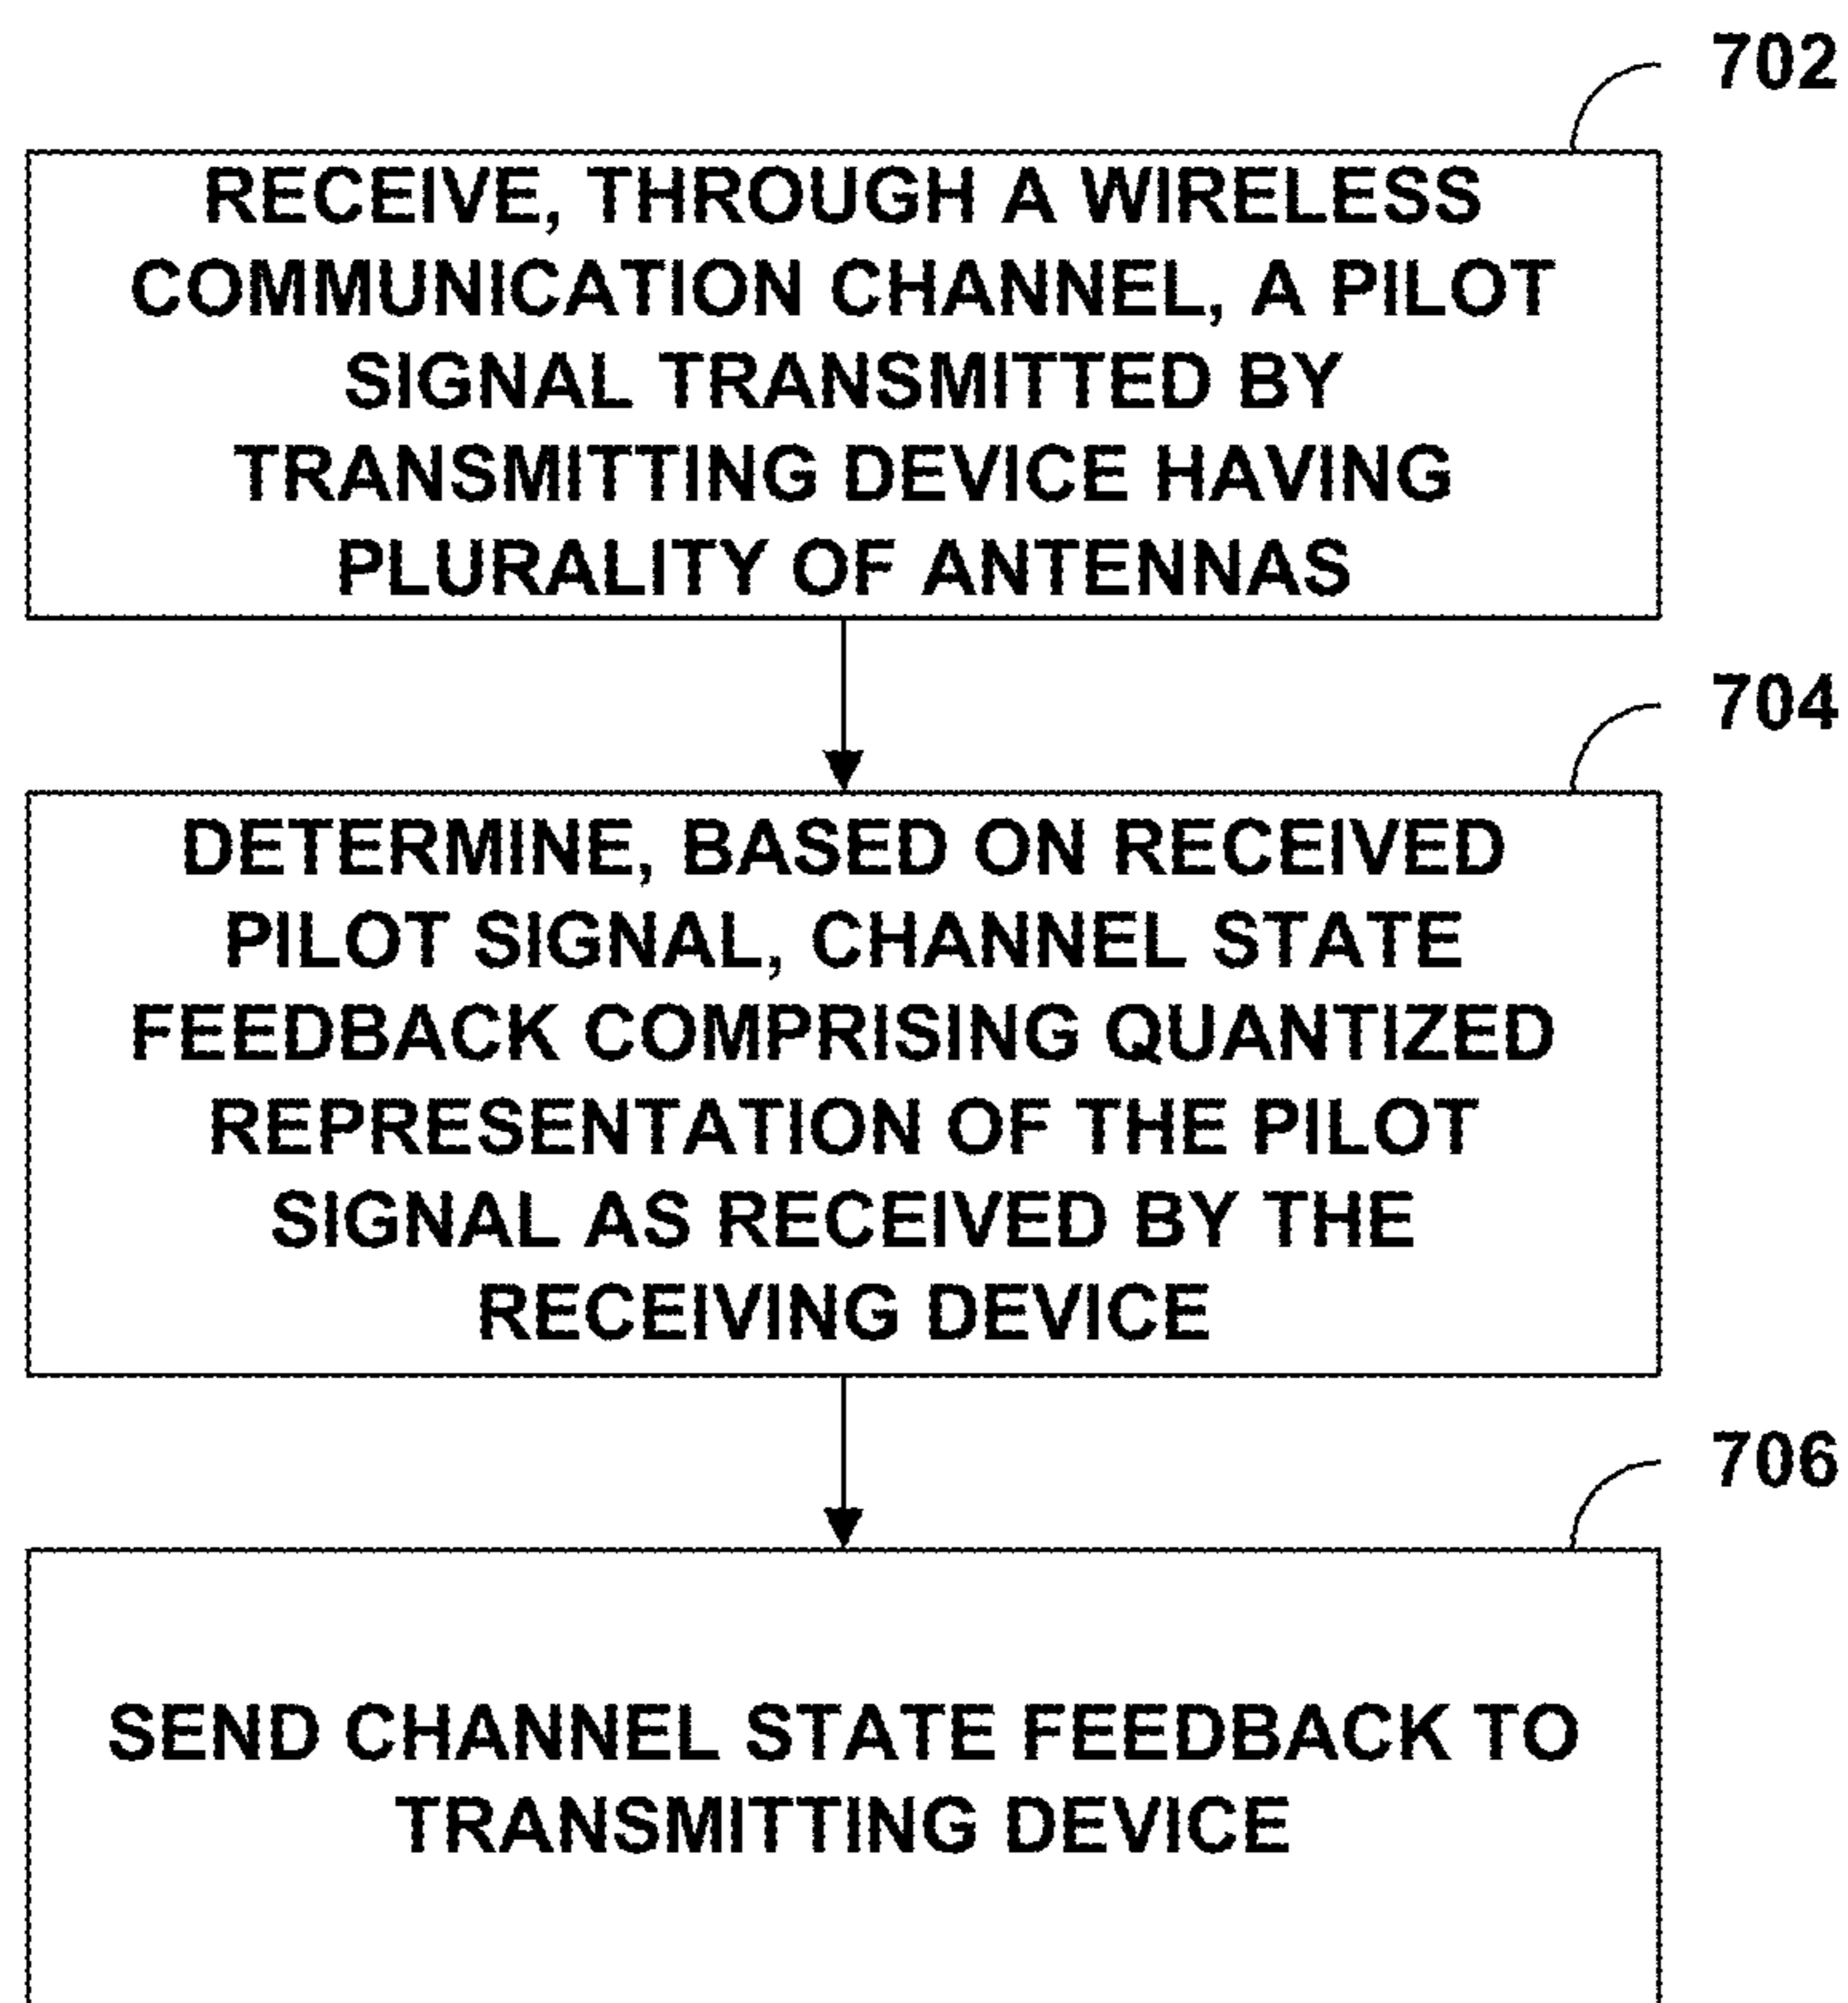 702
RECEIVE, THROUGH A WIRELESS
COMMUNICATION CHANNEL, A PILOT
SIGNAL TRANSMITTED BY
TRANSMITTING DEVICE HAVING
PLURALITY OF ANTENNAS
704
DETERMINE, BASED ON RECEIVED
PILOT SIGNAL, CHANNEL STATE
FEEDBACK COMPRISING QUANTIZED
REPRESENTATION OF THE PILOT
SIGNAL AS RECEIVED BY THE
RECEIVING DEVICE
706
SEND CHANNEL STATE FEEDBACK TO
TRANSMITTING DEVICE